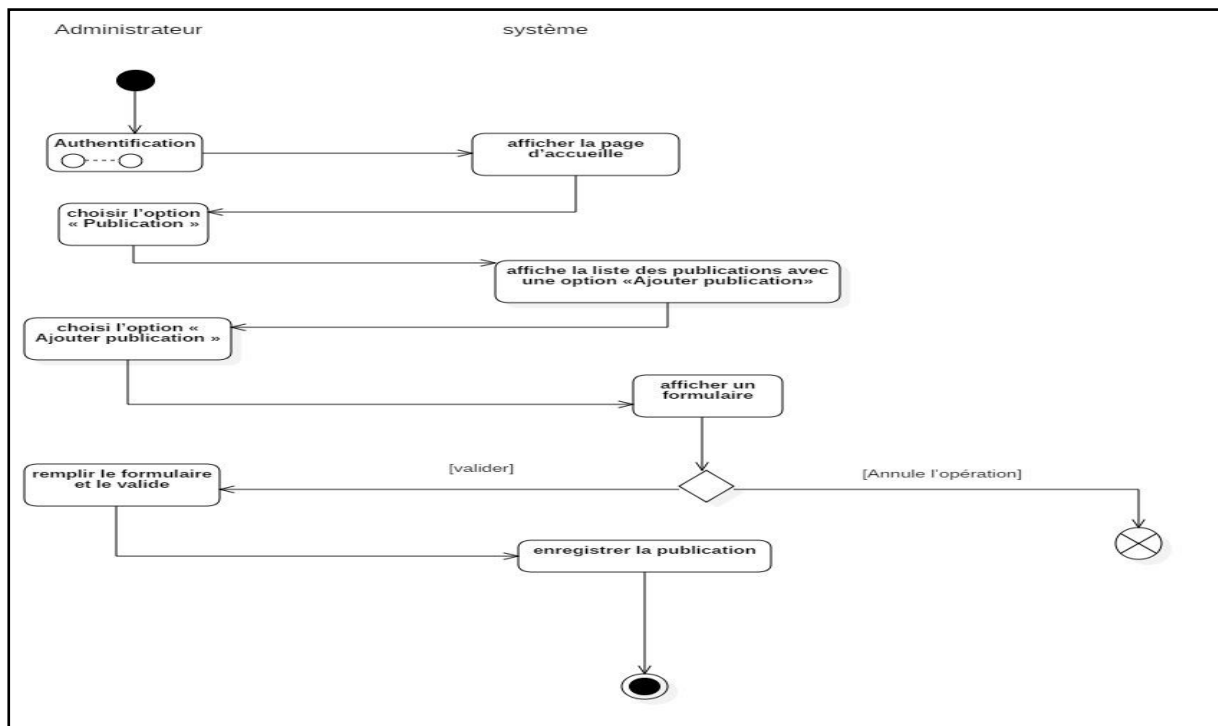 Administrateur
système
Authentification
afficher la page
d'accueille
choisir l'option
« Publication »
affiche la liste des publications avec
une option «Ajouter publication»
choisi l'option «
Ajouter publication »
afficher un
formulaire
[valider]
[Annule l'opération]
remplir le formulaire
et le valide
enregistrer la publication